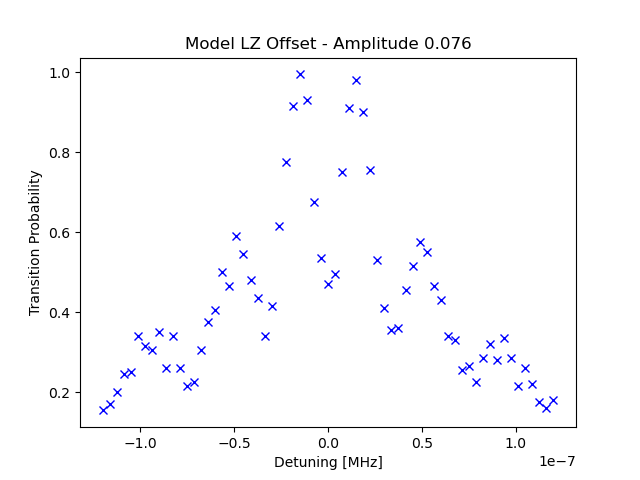 Model LZ Offset - Amplitude 0.076
1.0
0.8
0.6
0.4
0.2
Transition Probability
−1.0 −0.5 0.0 0.5 1.0
1e−7
Detuning [MHz]